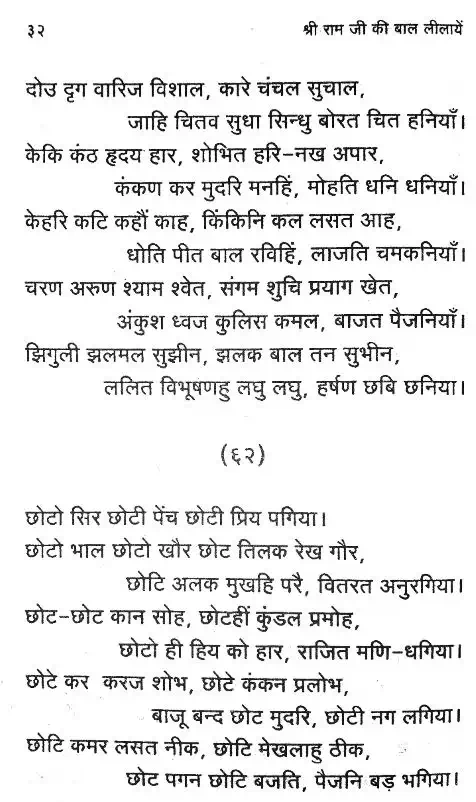 ३२ श्री राम जी की बाल लीलायें
दोउ दृग वारिज विशाल, कारे चंचल सुचाल,
जाहि चितव सुधा सिन्धु बोरत चित हनियाँ।
केकि कंठ हृदय हार, शोभित हरि-नख अपार,
कंकण कर मुदरि मनहिं, मोहति धनि धनियाँ।
केहरि कटि कहौं काह, किंकिनि कल लसत आह,
धोति पीत बाल रविहिं, लाजति चमकनियाँ।
चरण अरुण श्याम श्वेत, संगम शुचि प्रयाग खेत,
अंकुश ध्वज कुलिस कमल, बाजत पैजनियाँ।
झिगुली झलमल सुझीन, झलक बाल तन सुभीन,
ललित विभूषणहु लघु लघु, हर्षण छबि छनिया।
(६२)
छोटो सिर छोटी पेंच छोटी प्रिय पगिया।
छोटो भाल छोटो खौर छोट तिलक रेख गौर,
छोटि अलक मुखहि परै, वितरत अनुरगिया।
छोट-छोट कान सोह, छोटहीं कुंडल प्रमोह,
छोटो ही हिय को हार, राजित मणि-धगिया।
छोटे कर करज शोभ, छोटे कंकन प्रलोभ,
बाजू बन्द छोट मुदरि, छोटी नग लगिया।
छोटि कमर लसत नीक, छोटि मेखलाहु ठीक,
छोट पगन छोटि बजति, पैजनि बड़ भगिया।